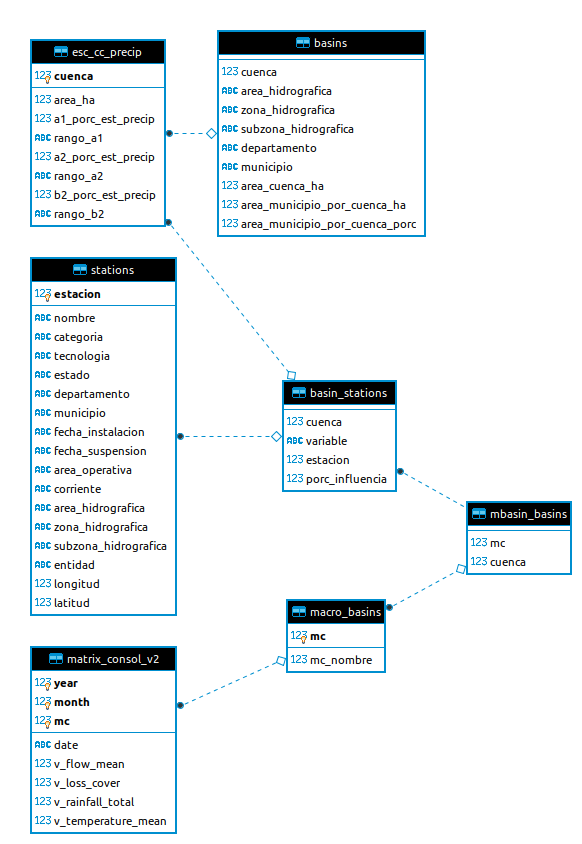 esc_cc_precip
123 cuenca
123 area_ha
123 a1_porc_est_precip
ABC rango_a1
123 a2_porc_est_precip
ABC rango_a2
123 b2_porc_est_precip
ABC rango_b2
basins
123 cuenca
ABC area_hidrografica
ABC zona_hidrografica
ABC subzona_hidrografica
ABC departamento
ABC municipio
123 area_cuenca_ha
123 area_municipio_por_cuenca_ha
123 area_municipio_por_cuenca_porc
stations
123 estacion
ABC nombre
ABC categoria
ABC tecnologia
ABC estado
ABC departamento
ABC municipio
123 fecha_instalacion
ABC fecha_suspension
ABC area_operativa
ABC corriente
ABC area_hidrografica
ABC zona_hidrografica
ABC subzona_hidrografica
ABC entidad
123 longitud
123 latitud
basin_stations
123 cuenca
ABC variable
123 estacion
123 porc_influencia
mbasin_basins
123 mc
123 cuenca
macro_basins
123 mc
123 mc_nombre
matrix_consol_v2
123 year
123 month
123 mc
ABC date
123 v_flow_mean
123 v_loss_cover
123 v_rainfall_total
123 v_temperature_mean